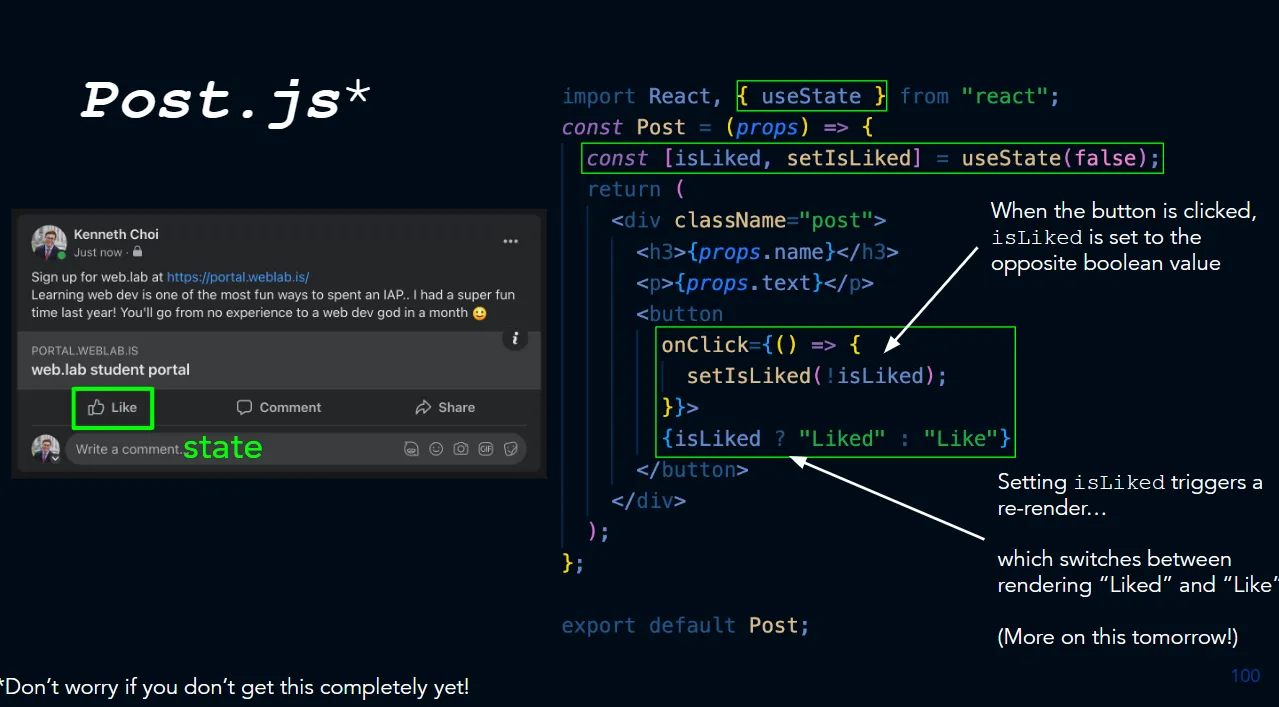 Post.js*
Kenneth Choi
Just now ·
Sign up for web.lab at https://portal.weblab.is/
Learning web dev is one of the most fun ways to spent an IAP.. I had a super fun
time last year! You'll go from no experience to a web dev god in a month 😀
i
PORTAL.WEBLAB.IS
web.lab student portal
Like
Comment
Share
Write a comment.
state
GIF
import React, { useState } from "react";
const Post = (props) => {
const [isLiked, setIsLiked] = useState(false);
return (
<div className="post">
<h3>{props.name}</h3>
<p>{props.text}</p>
<button
onClick={() => {
setIsLiked(!isLiked);
}}>
{isLiked ? "Liked" : "Like"}
</button>
</div>
);
};
export default Post;
When the button is clicked,
isLiked is set to the
opposite boolean value
Setting isLiked triggers a
re-render…
which switches between
rendering “Liked” and “Like”
(More on this tomorrow!)
*Don’t worry if you don’t get this completely yet!
100